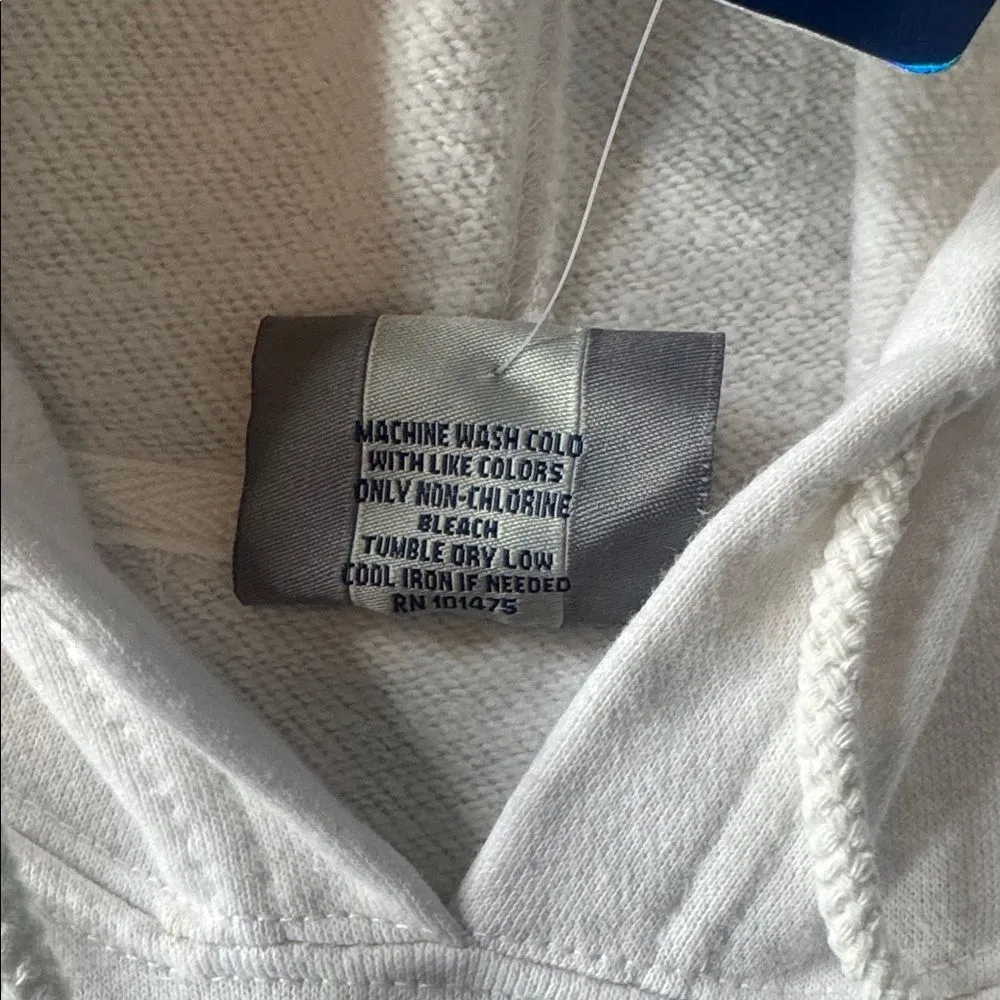 MACHINE WASH COLD
WITH LIKE COLORS
ONLY NON-CHLORINE
BLEACH
TUMBLE DRY LOW
COOL IRON IF NEEDED
RN 101475